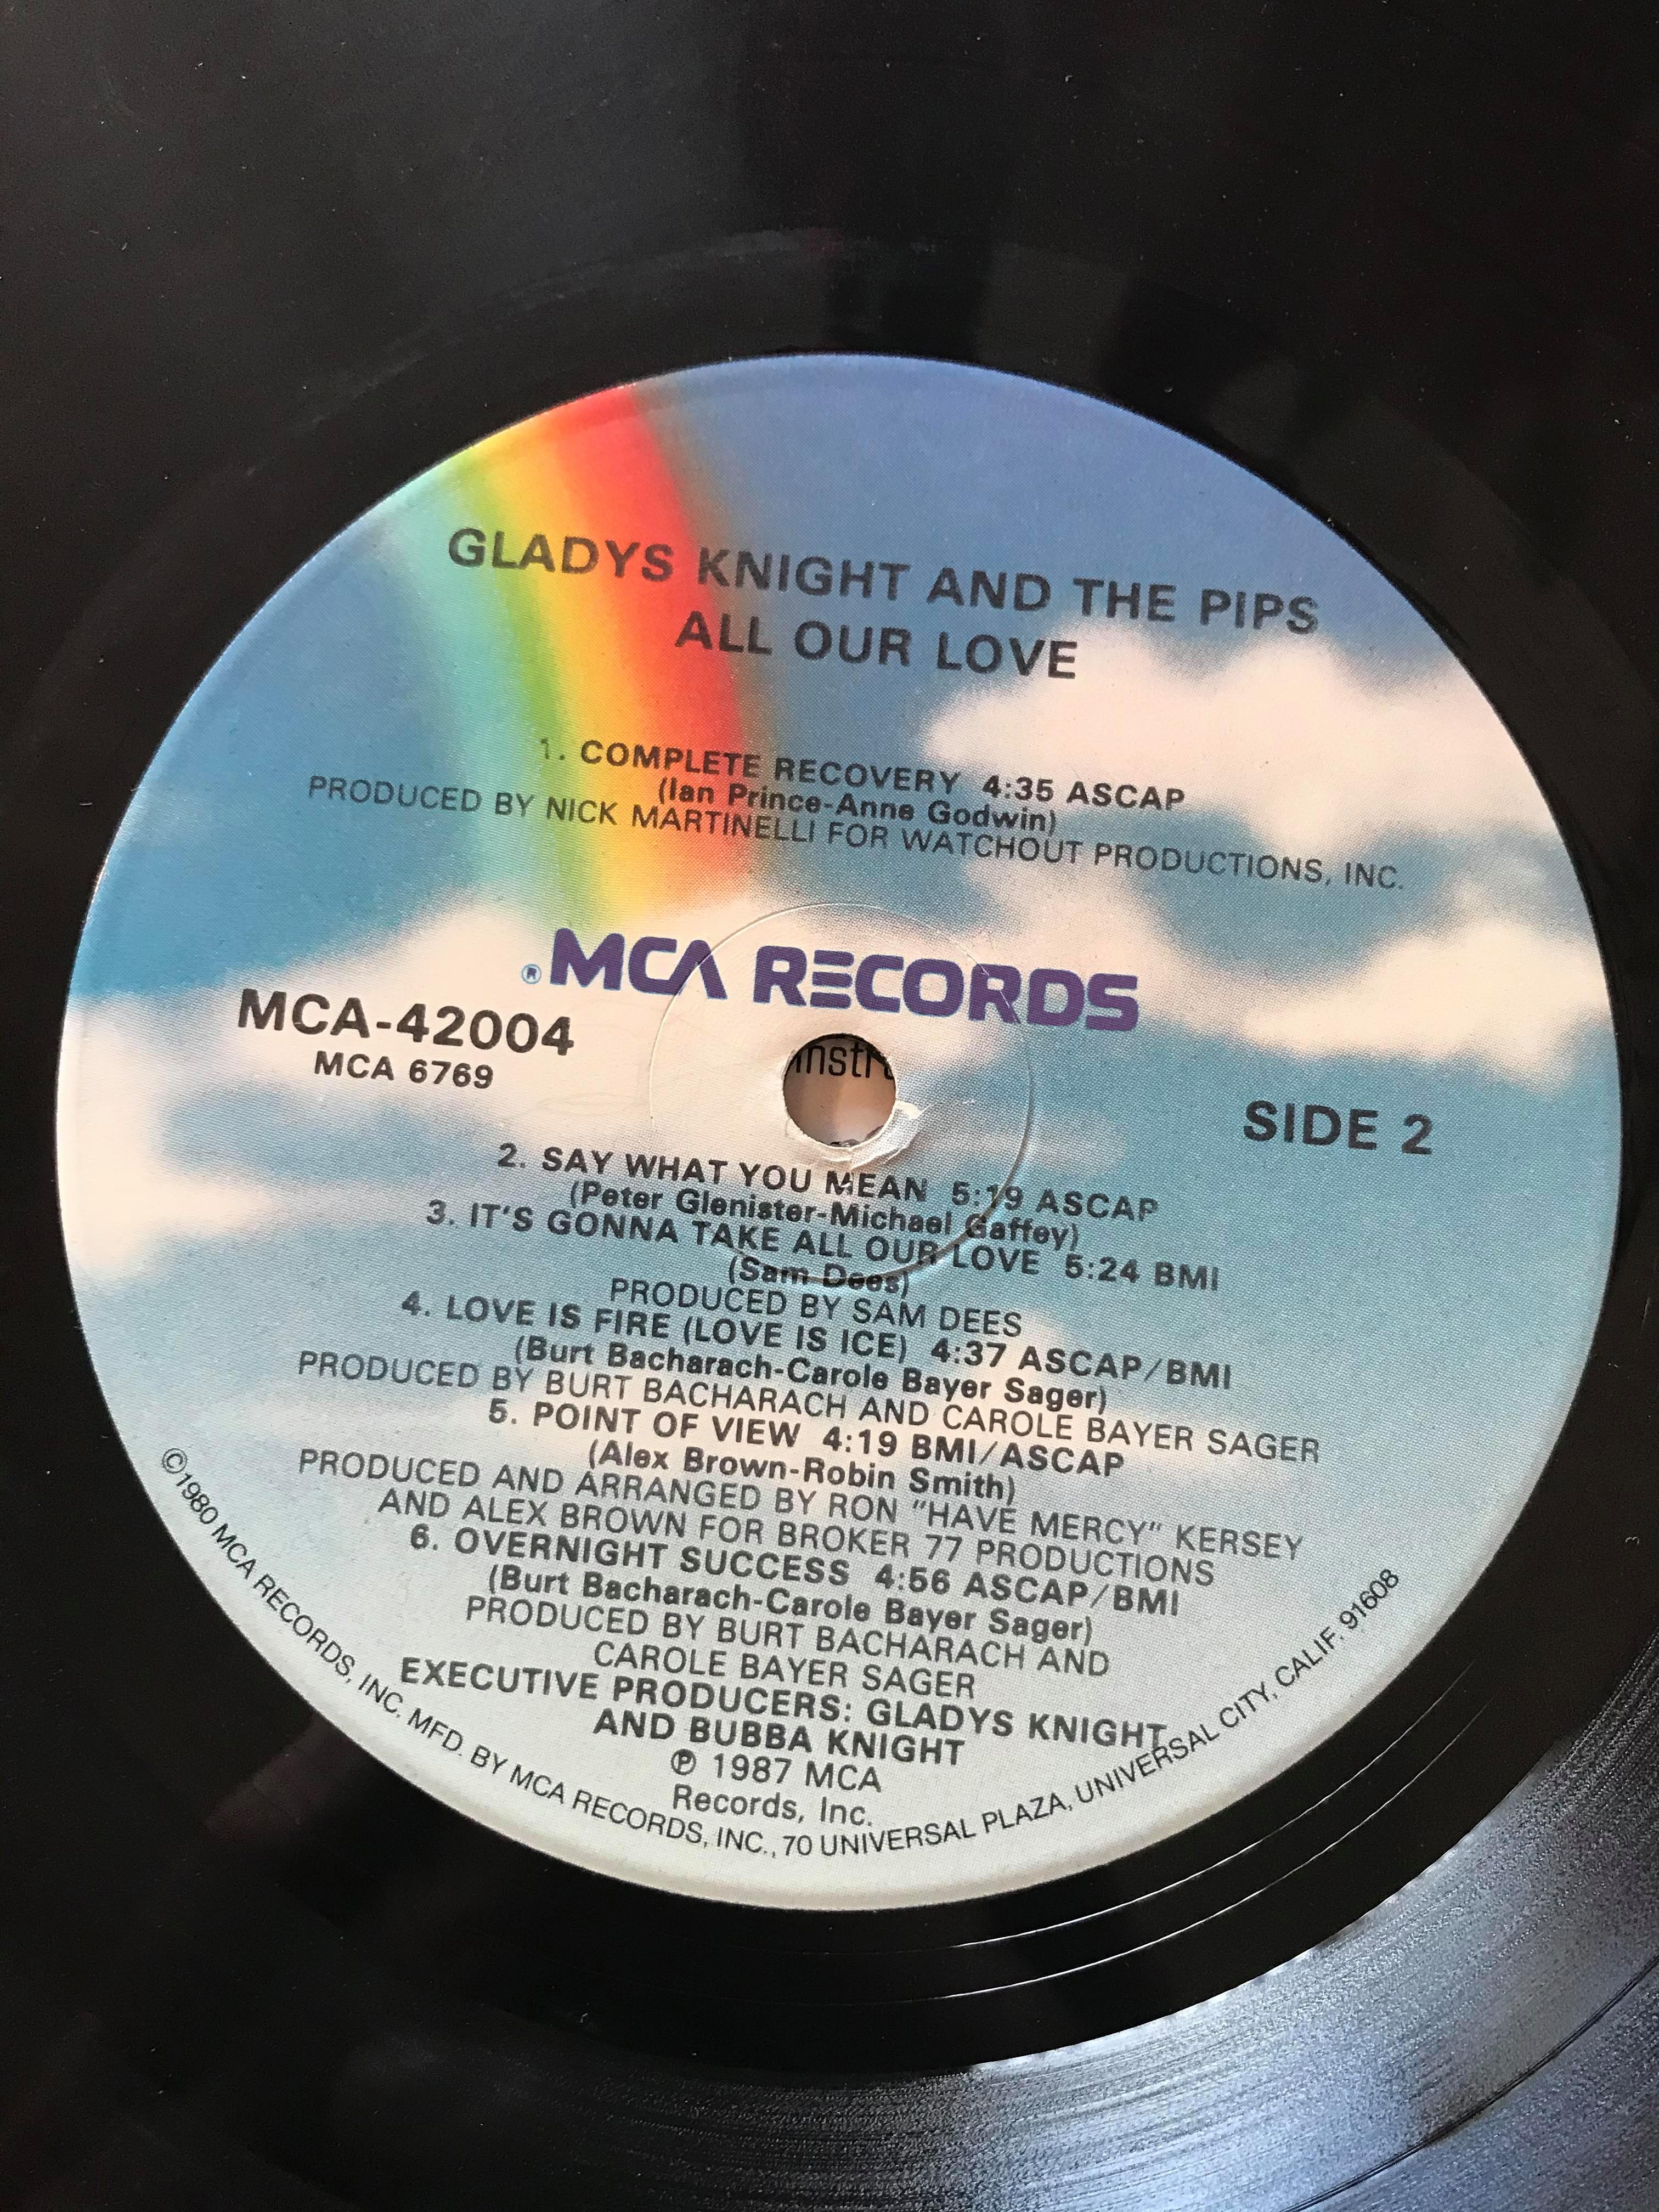 GLADYS KNIGHT AND THE PIPS
ALL OUR LOVE
1. COMPLETE RECOVERY 4:35 ASCAP
(Ian Prince-Anne Godwin)
PRODUCED BY NICK MARTINELLI FOR WATCHOUT PRODUCTIONS, INC.
® MCA RECORDS
MCA-42004
MCA 6769
SIDE 2
2. SAY WHAT YOU MEAN 5:19 ASCAP
(Peter Glenister-Michael Gaffey)
3. IT'S GONNA TAKE ALL OUR LOVE 5:24 BMI
(Sam Dees)
PRODUCED BY SAM DEES
4. LOVE IS FIRE (LOVE IS ICE) 4:37 ASCAP/BMI
(Burt Bacharach-Carole Bayer Sager)
PRODUCED BY BURT BACHARACH AND CAROLE BAYER SAGER
5. POINT OF VIEW 4:19 BMI/ASCAP
(Alex Brown-Robin Smith)
PRODUCED AND ARRANGED BY RON "HAVE MERCY" KERSEY
AND ALEX BROWN FOR BROKER 77 PRODUCTIONS
6. OVERNIGHT SUCCESS 4:56 ASCAP/BMI
(Burt Bacharach-Carole Bayer Sager)
PRODUCED BY BURT BACHARACH AND
CAROLE BAYER SAGER
EXECUTIVE PRODUCERS: GLADYS KNIGHT
AND BUBBA KNIGHT
℗ 1987 MCA
Records, Inc.
©1980 MCA RECORDS, INC. MFD. BY MCA RECORDS, INC., 70 UNIVERSAL PLAZA, UNIVERSAL CITY, CALIF. 91608